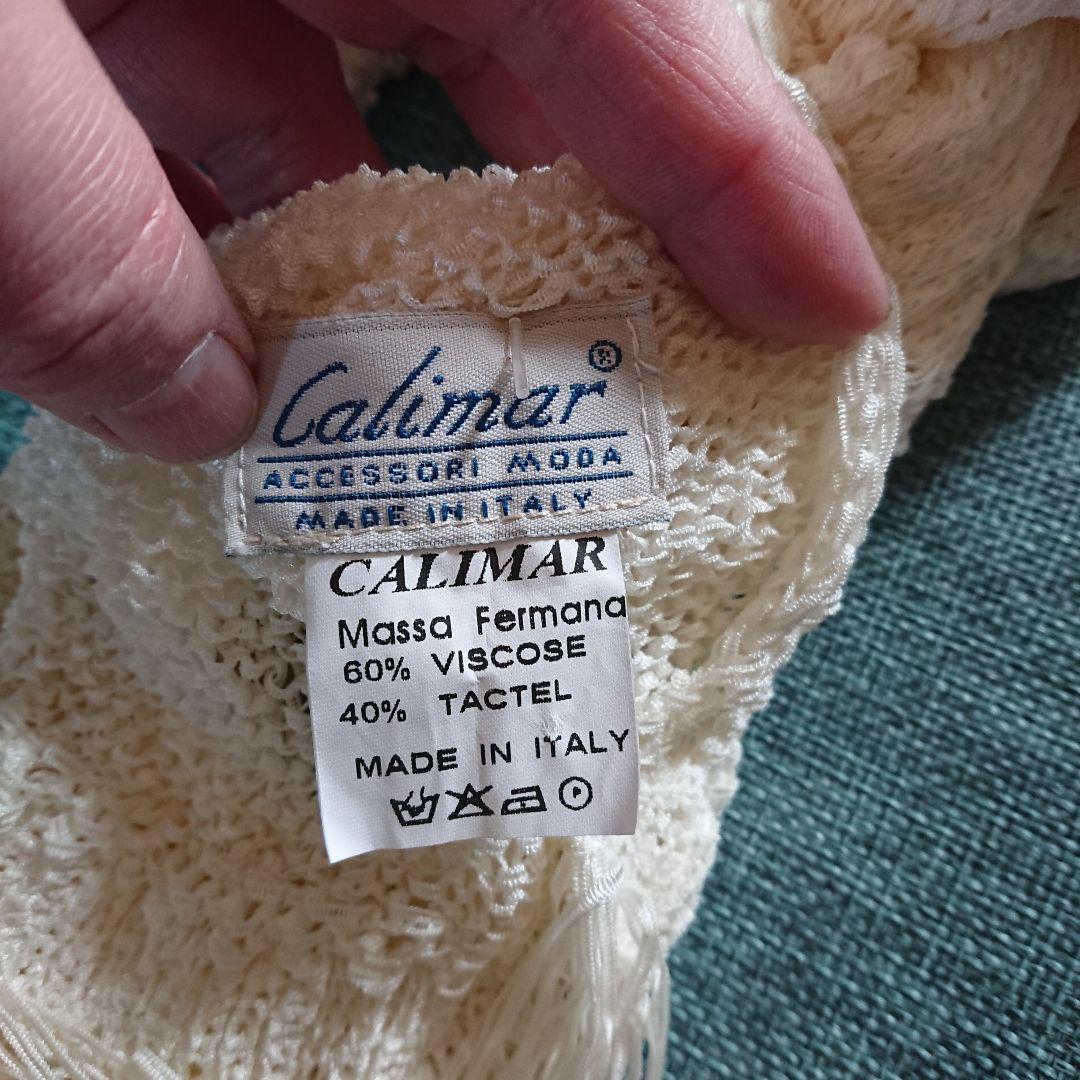 Calimar ®
ACCESSORI MODA
MADE IN ITALY
CALIMAR
Massa Fermana
60% VISCOSE
40% TACTEL
MADE IN ITALY
P